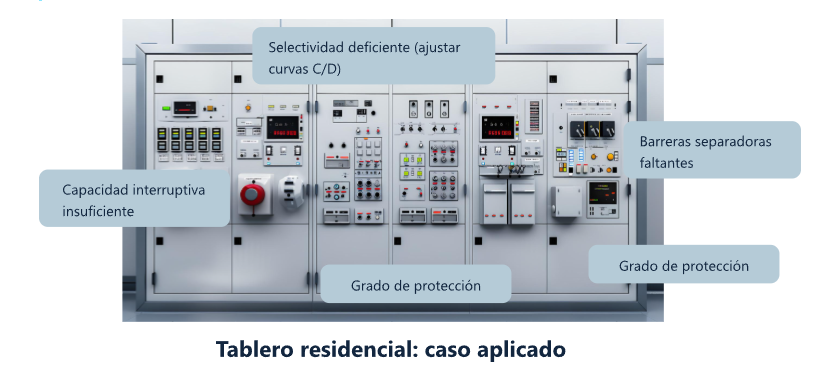 Selectividad deficiente (ajustar
curvas C/D)
Barreras separadoras
faltantes
Capacidad interruptiva
insuficiente
Grado de protección
Grado de protección
Tablero residencial: caso aplicado